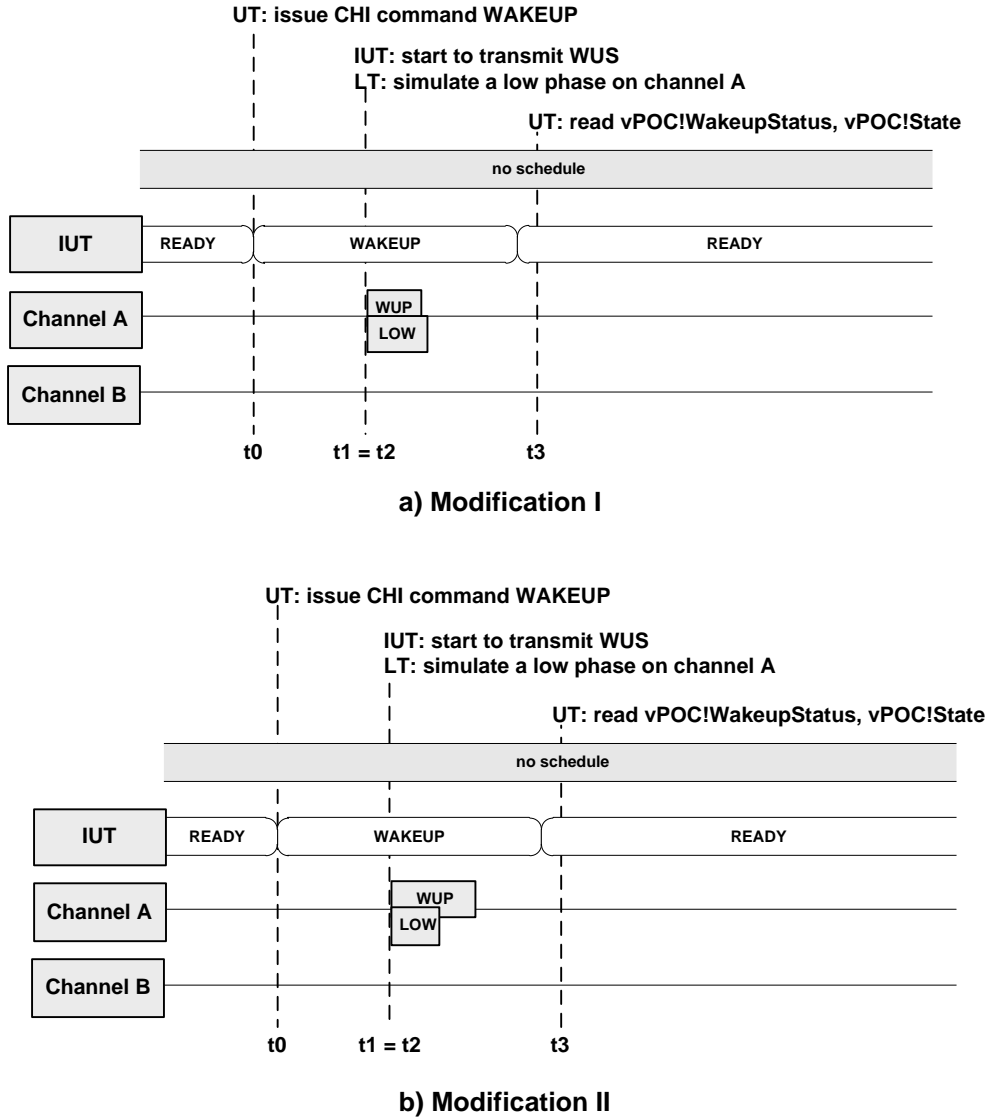 UT: issue CHI command WAKEUP
IUT: start to transmit WUS
LT: simulate a low phase on channel A
UT: read vPOC!WakeupStatus, vPOC!State
no schedule
IUT
READY
WAKEUP
READY
Channel A
WUP
LOW
Channel B
t0
t1 = t2
t3
a) Modification I
UT: issue CHI command WAKEUP
IUT: start to transmit WUS
LT: simulate a low phase on channel A
UT: read vPOC!WakeupStatus, vPOC!State
no schedule
IUT
READY
WAKEUP
READY
Channel A
WUP
LOW
Channel B
t0
t1 = t2
t3
b) Modification II